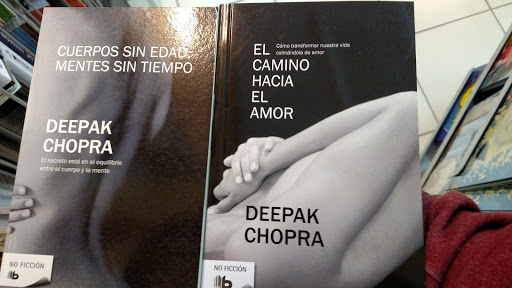 CUERPOS SIN EDAD,
MENTES SIN TIEMPO
DEEPAK
CHOPRA
El secreto está en el equilibrio
entre el cuerpo y la mente
NO FICCIÓN
b
EL
CAMINO
HACIA
EL
AMOR
Cómo transformar nuestra vida
colmándola de amor
DEEPAK
CHOPRA
NO FICCIÓN
b